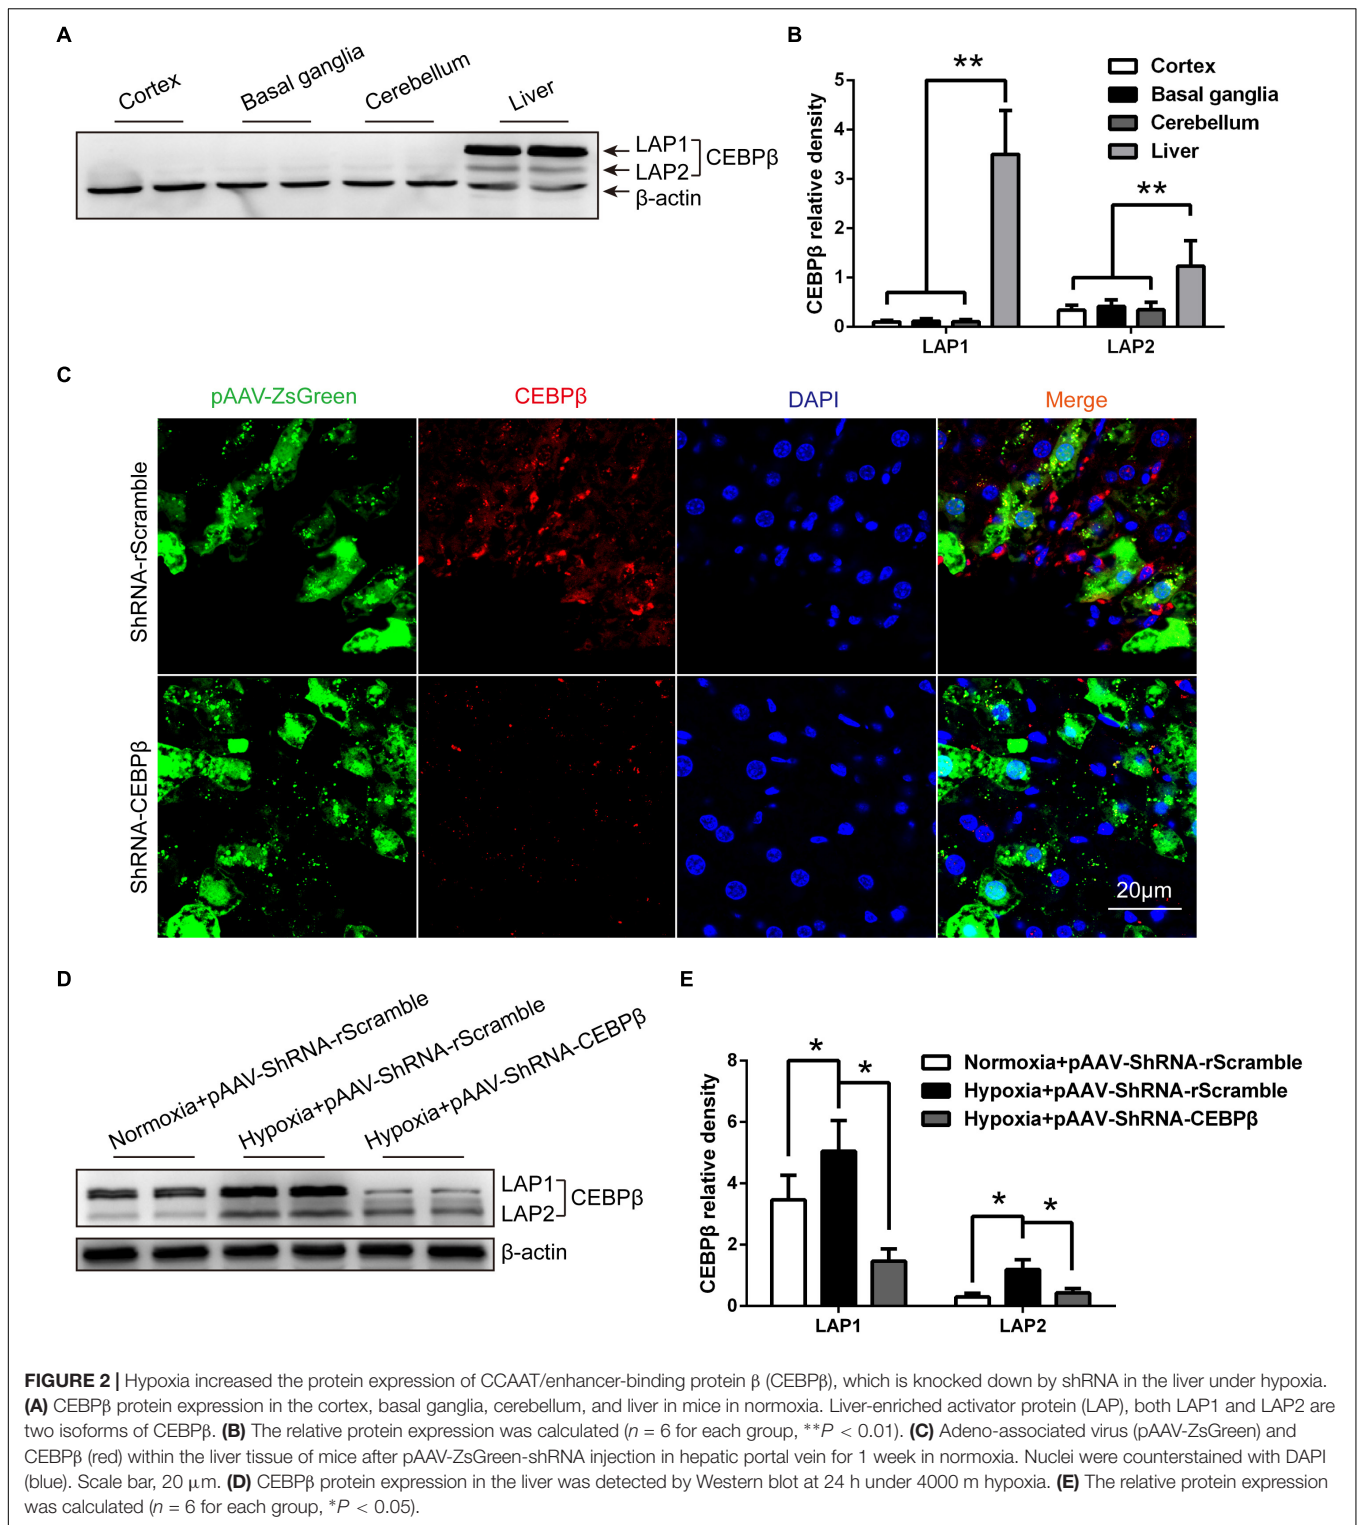 A
Cortex
Basal ganglia
Cerebellum
Liver
LAP1
LAP2
CEBPβ
β-actin
B
**
**
Cortex
Basal ganglia
Cerebellum
Liver
CEBPβ relative density
5
4
3
2
1
0
LAP1
LAP2
C
pAAV-ZsGreen
CEBPβ
DAPI
Merge
ShRNA-rScramble
ShRNA-CEBPβ
20μm
D
Normoxia+pAAV-ShRNA-rScramble
Hypoxia+pAAV-ShRNA-rScramble
Hypoxia+pAAV-ShRNA-CEBPβ
LAP1
LAP2
CEBPβ
β-actin
E
*
*
*
*
Normoxia+pAAV-ShRNA-rScramble
Hypoxia+pAAV-ShRNA-rScramble
Hypoxia+pAAV-ShRNA-CEBPβ
CEBPβ relative density
8
6
4
2
0
LAP1
LAP2
FIGURE 2 | Hypoxia increased the protein expression of CCAAT/enhancer-binding protein β (CEBPβ), which is knocked down by shRNA in the liver under hypoxia.
(A) CEBPβ protein expression in the cortex, basal ganglia, cerebellum, and liver in mice in normoxia. Liver-enriched activator protein (LAP), both LAP1 and LAP2 are
two isoforms of CEBPβ. (B) The relative protein expression was calculated (n = 6 for each group, **P < 0.01). (C) Adeno-associated virus (pAAV-ZsGreen) and
CEBPβ (red) within the liver tissue of mice after pAAV-ZsGreen-shRNA injection in hepatic portal vein for 1 week in normoxia. Nuclei were counterstained with DAPI
(blue). Scale bar, 20 μm. (D) CEBPβ protein expression in the liver was detected by Western blot at 24 h under 4000 m hypoxia. (E) The relative protein expression
was calculated (n = 6 for each group, *P < 0.05).